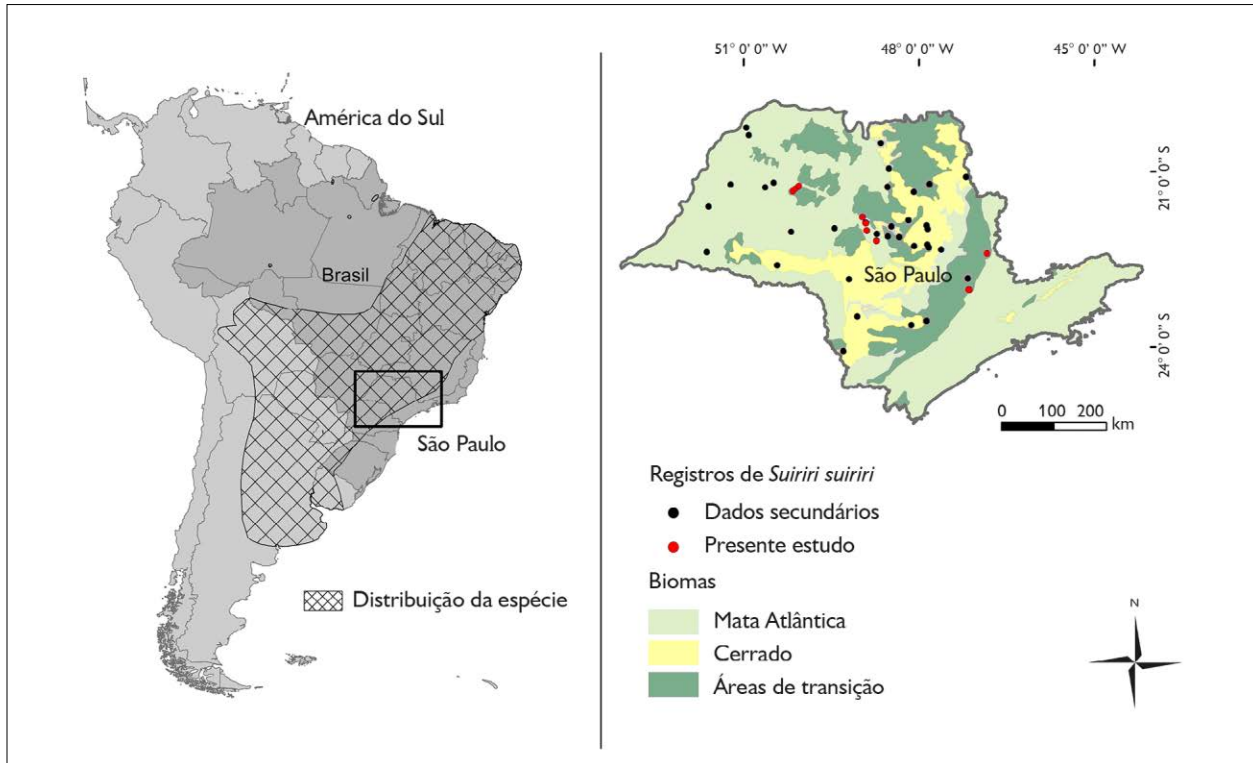 América do Sul
Brasil
São Paulo
Distribuição da espécie
51° 0' 0" W
48° 0' 0" W
45° 0' 0" W
21° 0' 0" S
24° 0' 0" S
São Paulo
0 100 200
km
Registros de Suiriri suiriri
Dados secundários
Presente estudo
Biomas
Mata Atlântica
Cerrado
Áreas de transição
N